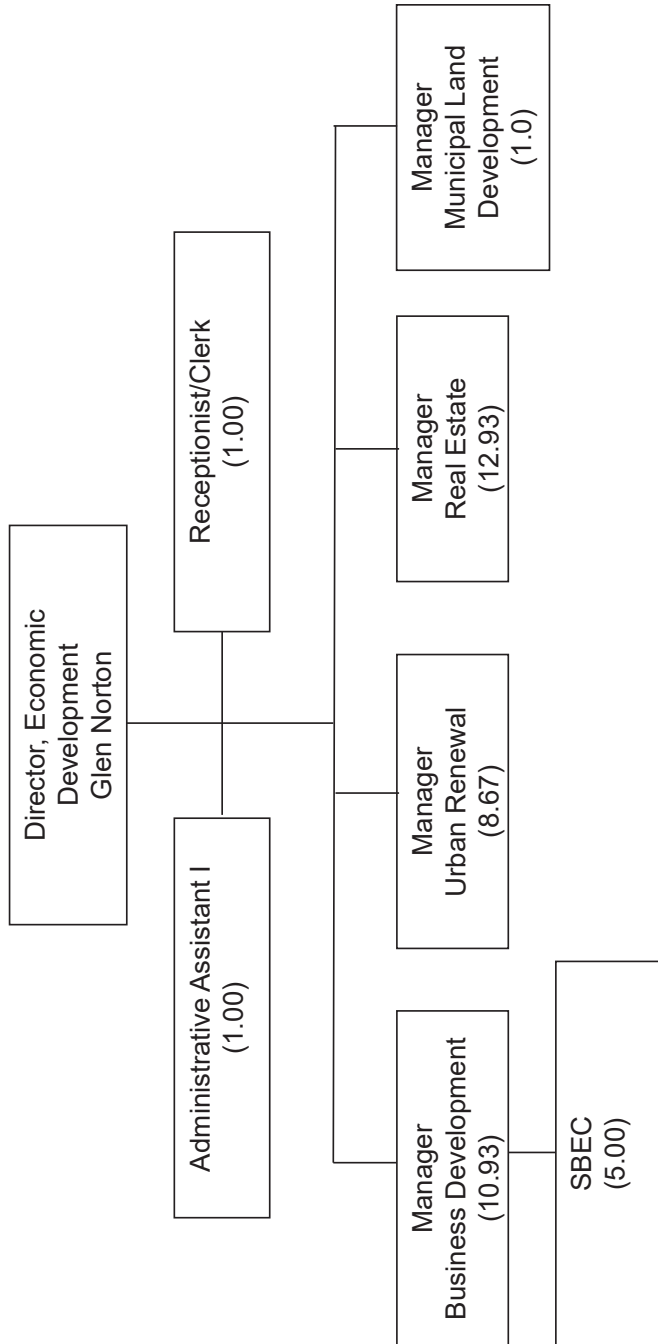 Director, Economic
Development
Glen Norton
Administrative Assistant I
(1.00)
Receptionist/Clerk
(1.00)
Manager
Business Development
(10.93)
Manager
Urban Renewal
(8.67)
Manager
Real Estate
(12.93)
Manager
Municipal Land
Development
(1.0)
SBEC
(5.00)